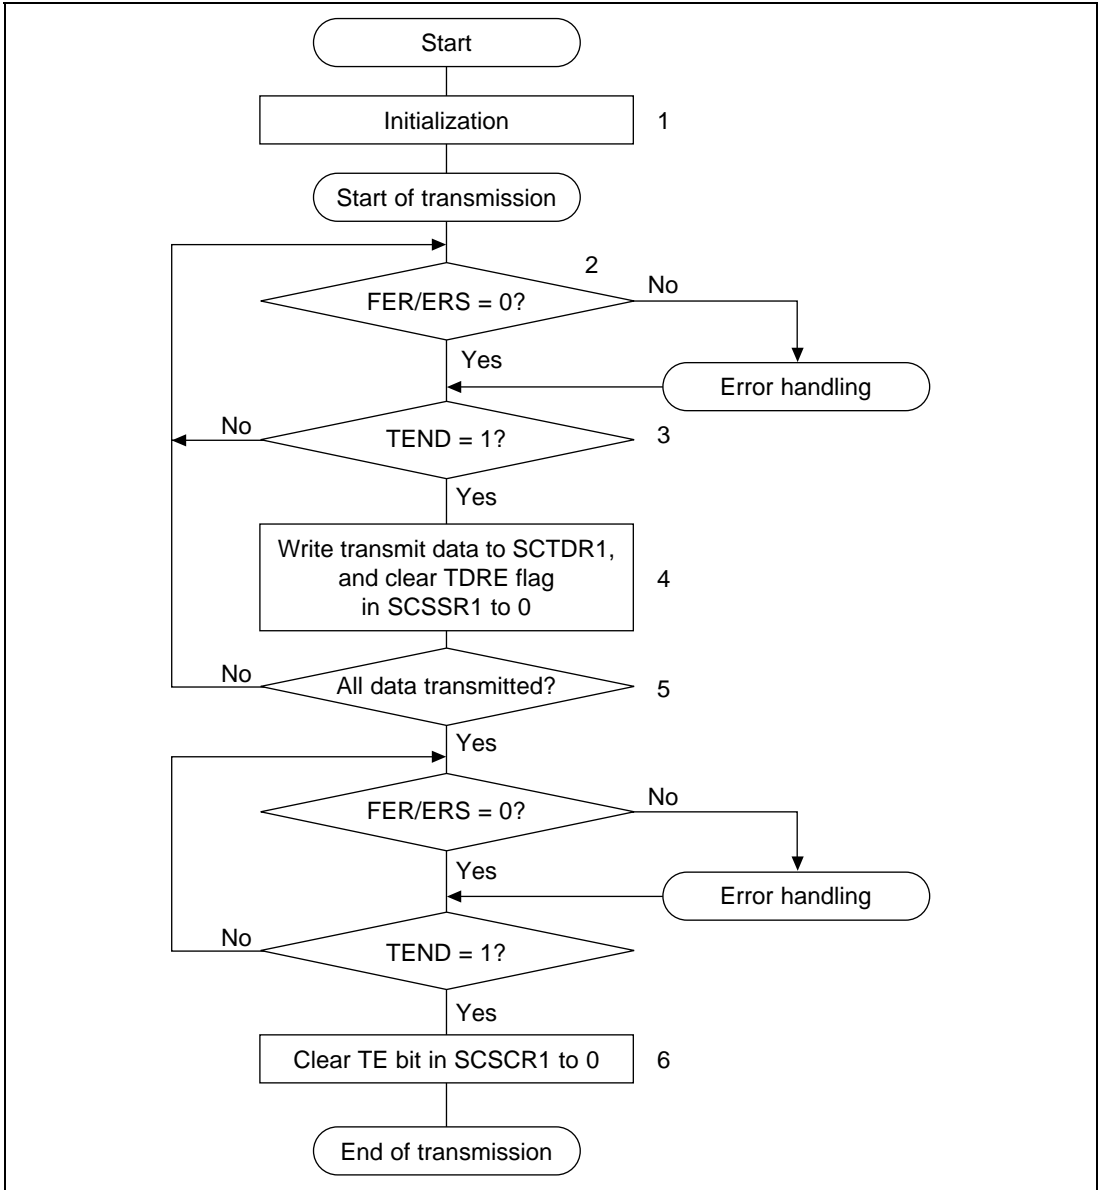 Start
Initialization
1
Start of transmission
2
FER/ERS = 0?
No
Yes
Error handling
No
TEND = 1?
3
Yes
Write transmit data to SCTDR1,
and clear TDRE flag
in SCSSR1 to 0
4
No
All data transmitted?
5
Yes
FER/ERS = 0?
No
Yes
Error handling
No
TEND = 1?
Yes
Clear TE bit in SCSCR1 to 0
6
End of transmission